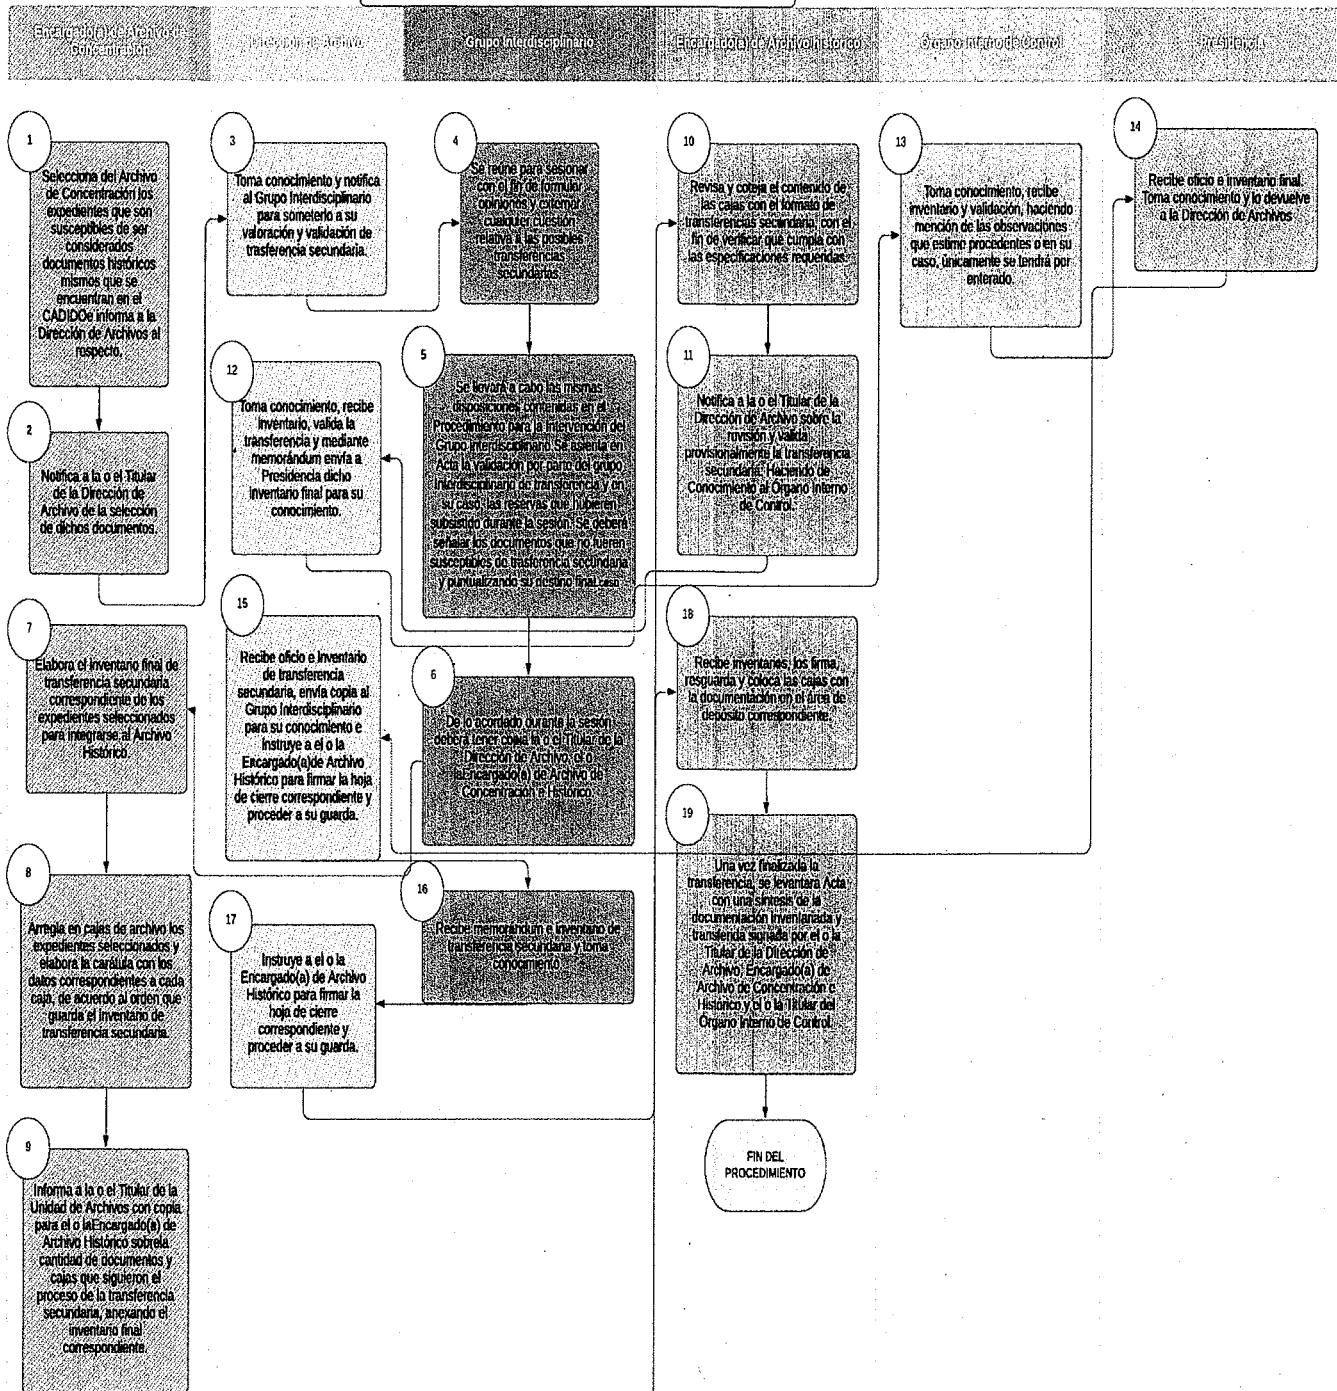 Encargado(a) de Archivo de
Concentración
Dirección de Archivo
Grupo Interdisciplinario
Encargado(a) de Archivo Histórico
Órgano Interno de Control
Presidencia
1
Selecciona del Archivo
de Concentración los
expedientes que son
susceptibles de ser
considerados
documentos históricos
mismos que se
encuentran en el
CADIDOe informa a la
Dirección de Archivos al
respecto.
2
Notifica a la o el Titular
de la Dirección de
Archivo de la selección
de dichos documentos.
3
Toma conocimiento y notifica
al Grupo Interdisciplinario
para someterlo a su
valoración y validación de
trasferencia secundaria.
4
Se reúne para sesionar
con el fin de formular
opiniones y externar
cualquier cuestión
relativa a las posibles
transferencias
secundarias.
5
Se llevará a cabo las mismas
disposiciones contenidas en el
Procedimiento para la Intervención del
Grupo Interdisciplinario. Se asienta en
Acta la validación por parte del grupo
Interdisciplinario de transferencia y en
su caso, las reservas que hubieren
subsistido durante la sesión. Se deberá
señalar los documentos que no fueren
susceptibles de trasferencia secundaria
y puntualizando su destino final.caso
6
De lo acordado durante la sesión
deberá tener copia la o el Titular de la
Dirección de Archivo, el o
laEncargado(a) de Archivo de
Concentración e Histórico.
7
Elabora el inventario final de
transferencia secundaria
correspondiente de los
expedientes seleccionados
para integrarse al Archivo
Histórico.
8
Arregla en cajas de archivo los
expedientes seleccionados y
elabora la carátula con los
datos correspondientes a cada
caja, de acuerdo al orden que
guarda el inventario de
transferencia secundaria.
9
Informa a la o el Titular de la
Unidad de Archivos con copia
para el o laEncargado(a) de
Archivo Histórico sobrela
cantidad de documentos y
cajas que siguieron el
proceso de la transferencia
secundaria, anexando el
inventario final
correspondiente.
10
Revisa y coteja el contenido de
las cajas con el formato de
transferencias secundaria, con el
fin de verificar que cumpla con
las especificaciones requeridas.
11
Notifica a la o el Titular de la
Dirección de Archivo sobre la
revisión y valida
provisionalmente la transferencia
secundaria. Haciendo de
Conocimiento al Órgano Interno
de Control.
12
Toma conocimiento, recibe
Inventario, valida la
transferencia y mediante
memorándum envía a
Presidencia dicho
inventario final para su
conocimiento.
13
Toma conocimiento, recibe
inventario y validación, haciendo
mención de las observaciones
que estime procedentes o en su
caso, únicamente se tendrá por
enterado.
14
Recibe oficio e inventario final.
Toma conocimiento y lo devuelve
a la Dirección de Archivos
15
Recibe oficio e Inventario
de transferencia
secundaria, envía copia al
Grupo Interdisciplinario
para su conocimiento e
Instruye a el o la
Encargado(a)de Archivo
Histórico para firmar la hoja
de cierre correspondiente y
proceder a su guarda.
16
Recibe memorándum e inventario de
transferencia secundaria y toma
conocimiento
17
Instruye a el o la
Encargado(a) de Archivo
Histórico para firmar la
hoja de cierre
correspondiente y
proceder a su guarda.
18
Recibe inventarios, los firma,
resguarda y coloca las cajas con
la documentación en el área de
depósito correspondiente.
19
Una vez finalizada la
transferencia, se levantará Acta
con una síntesis de la
documentación inventariada y
transferida signada por el o la
Titular de la Dirección de
Archivo, Encargado(a) de
Archivo de Concentración e
Histórico y el o la Titular del
Órgano Interno de Control.
FIN DEL
PROCEDIMIENTO